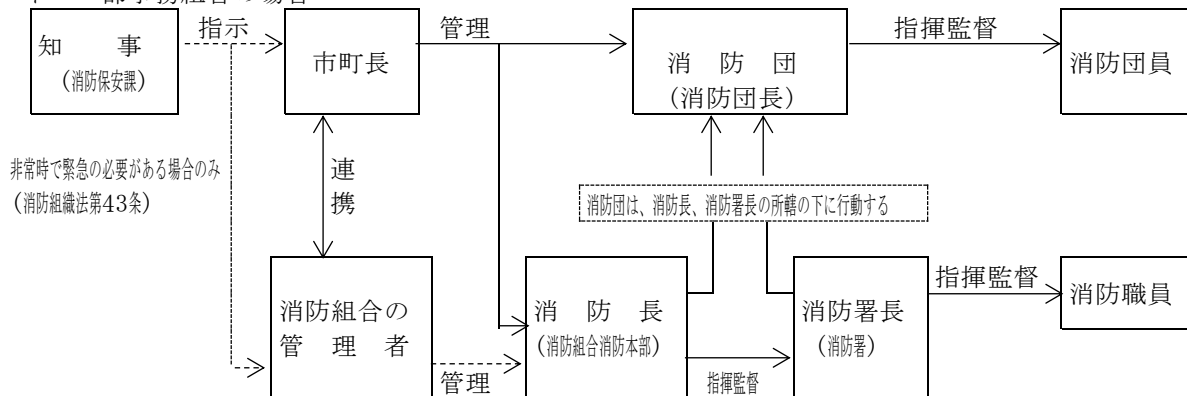 指示
管理
指揮監督
知　事
(消防保安課)
市町長
消　防　団
(消防団長)
消防団員
非常時で緊急の必要がある場合のみ
(消防組織法第43条)
連
携
消防団は、消防長、消防署長の所轄の下に行動する
消防組合の
管　理　者
管理
消　防　長
(消防組合消防本部)
指揮監督
消防署長
(消防署)
指揮監督
消防職員